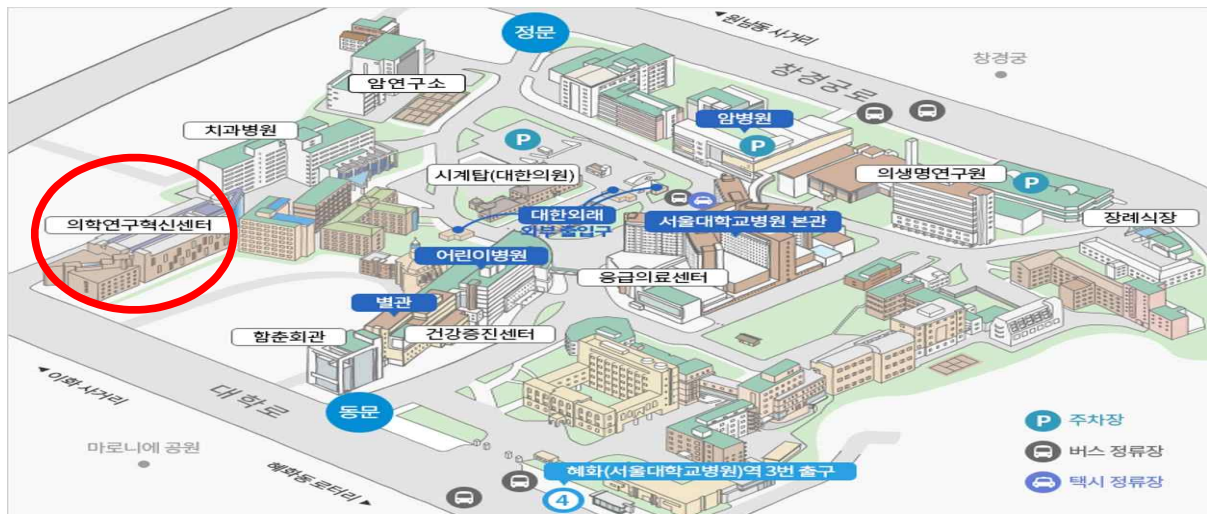 정문
◀ 원남동 사거리
창경궁로
창경궁
암연구소
치과병원
암병원
P
P
시계탑(대한의원)
의생명연구원
P
의학연구혁신센터
대한외래
외부 출입구
서울대학교병원 본관
장례식장
어린이병원
응급의료센터
별관
건강증진센터
함춘회관
◀ 이화 사거리
대학로
동문
마로니에 공원
혜화동 로터리 ▶
혜화(서울대학교병원)역 3번 출구
4
P 주차장
버스 정류장
택시 정류장